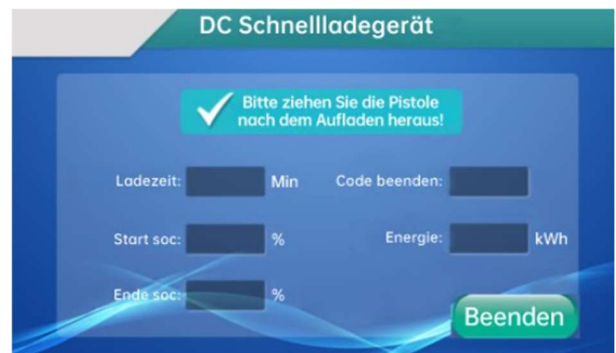 DC Schnellladegerät
Bitte ziehen Sie die Pistole
nach dem Aufladen heraus!
Ladezeit: Min Code beenden:
Start soc: % Energie: kWh
Ende soc: %
Beenden